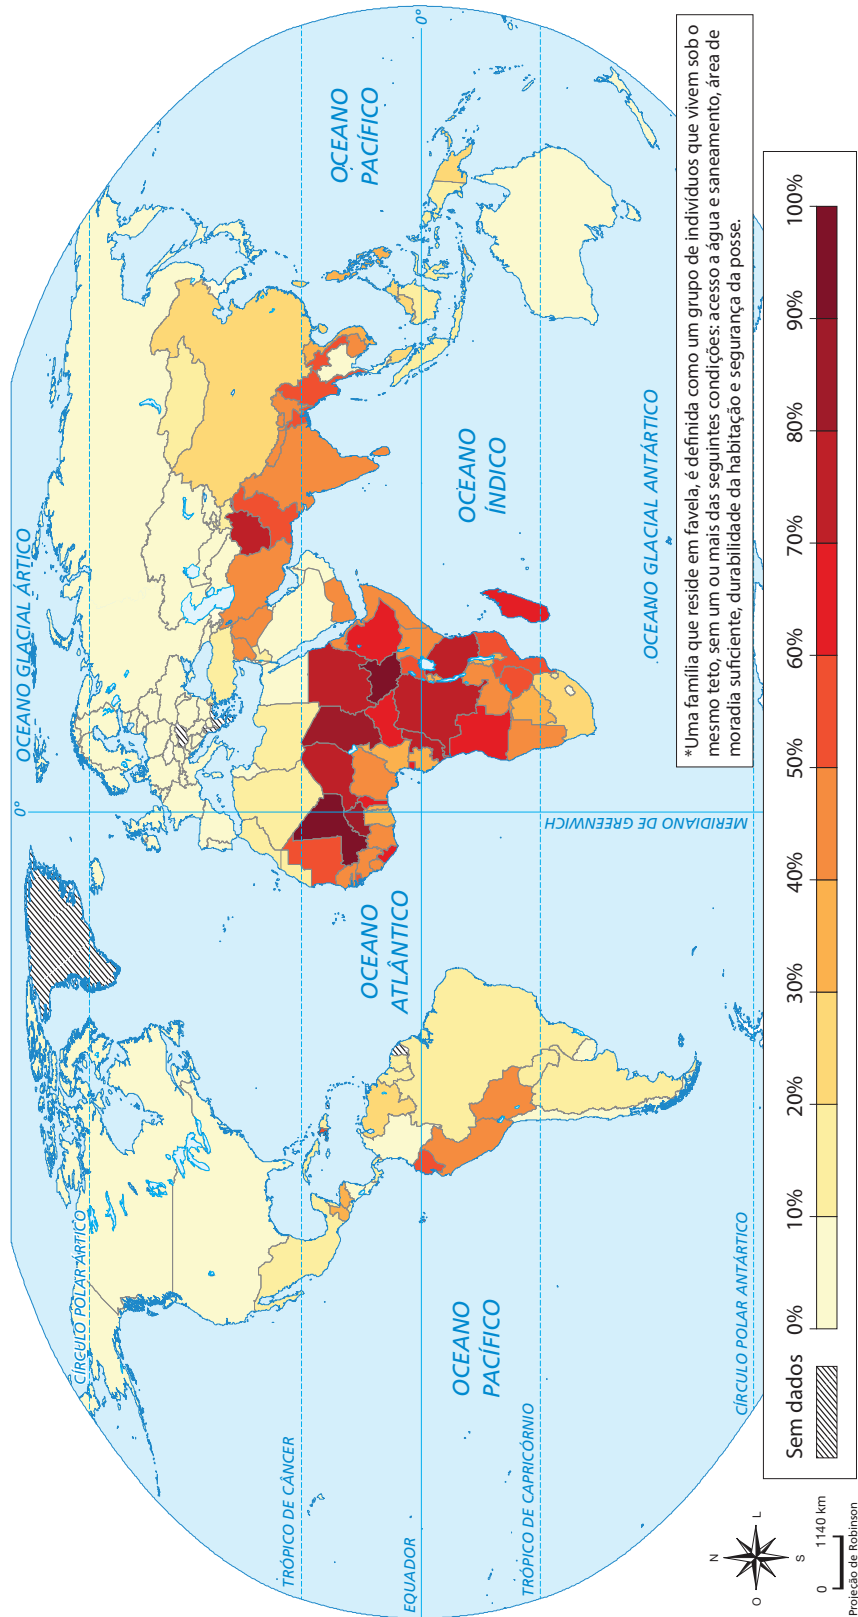 OCEANO GLACIAL ÁRTICO
0°
CÍRCULO POLAR ÁRTICO
OCEANO
PACÍFICO
OCEANO
ATLÂNTICO
TRÓPICO DE CÂNCER
EQUADOR
0°
OCEANO
PACÍFICO
OCEANO
ÍNDICO
TRÓPICO DE CAPRICÓRNIO
MERIDIANO DE GREENWICH
OCEANO GLACIAL ANTÁRTICO
CÍRCULO POLAR ANTÁRTICO
*Uma família que reside em favela, é definida como um grupo de indivíduos que vivem sob o
mesmo teto, sem um ou mais das seguintes condições: acesso a água e saneamento, área de
moradia suficiente, durabilidade da habitação e segurança da posse.
N
O L
S
0 1140 km
Projeção de Robinson
Sem dados
0% 10% 20% 30% 40% 50% 60% 70% 80% 90% 100%